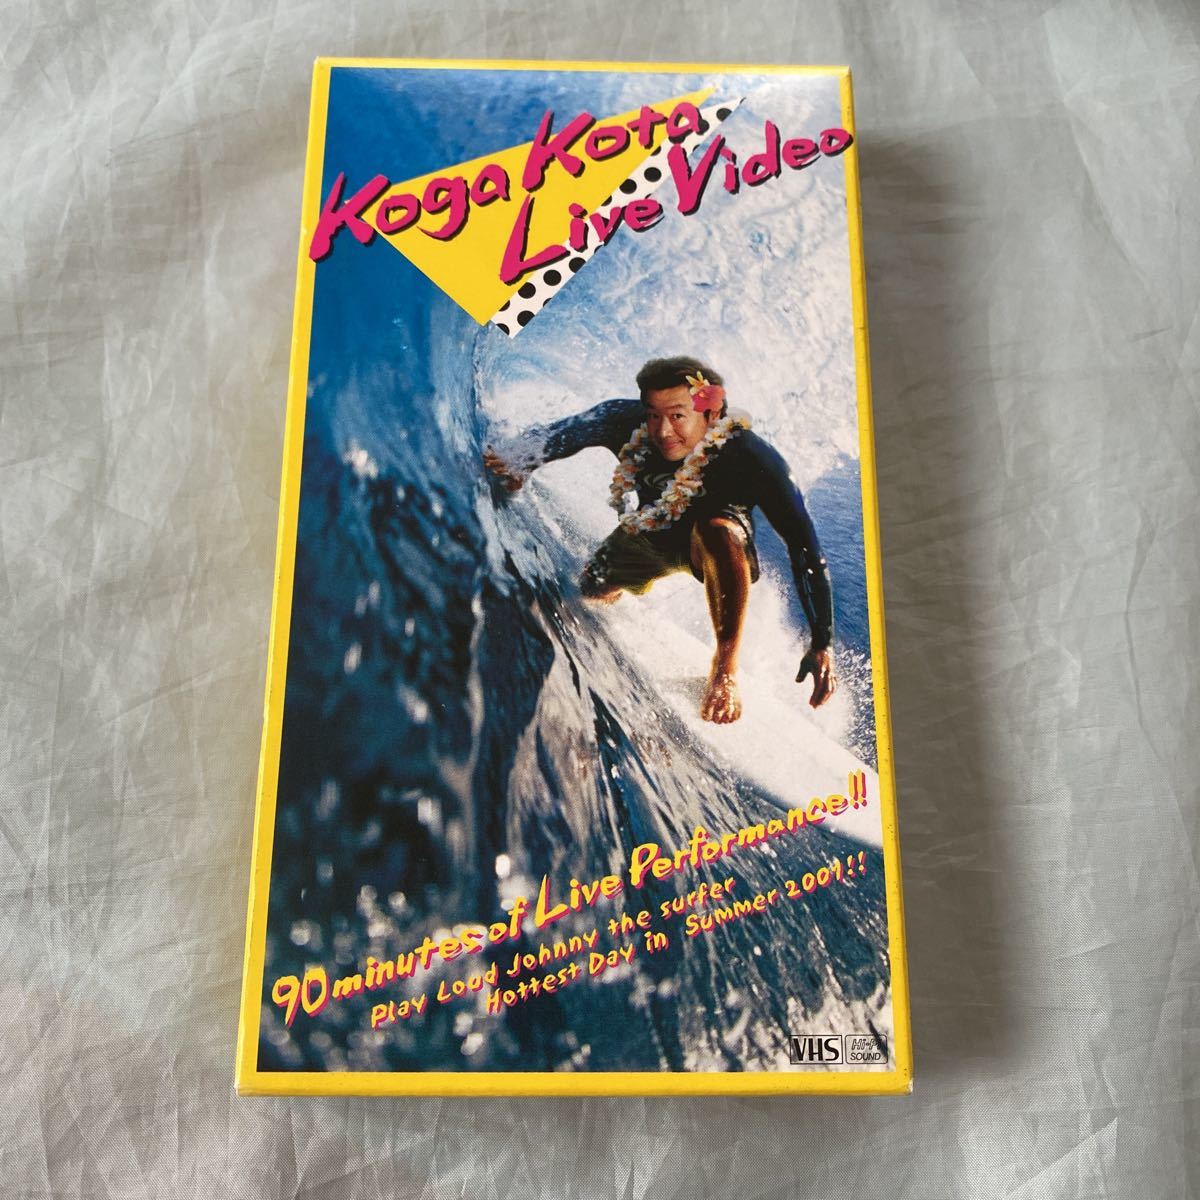 Koga Kota
Live Video
90 minutes of Live Performance!!
Play Loud Johnny the surfer
Hottest Day in Summer 2001!!
VHS
Hi-Fi
SOUND